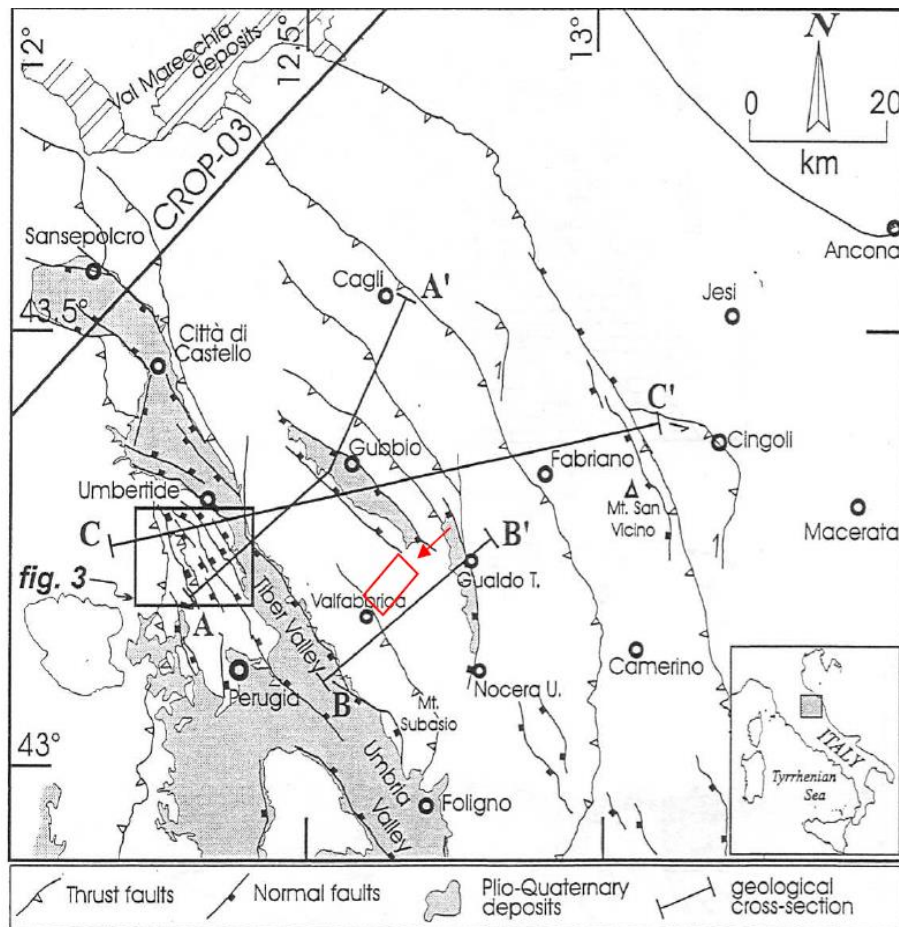 12°
12.5°
13°
N
Val Marecchia
deposits
0 20
km
CROP-03
Sansepolcro
Ancona
Cagli
A'
Jesi
43.5°
Città di
Castello
C'
Cingoli
Gubbio
Fabriano
Umbertide
Mt. San
Vicino
Macerata
C
B'
Gualdo T.
fig. 3
Tiber Valley
Valfabbrica
A
Camerino
Perugia
B
Nocera U.
Mt.
Subasio
43°
Umbria
Valley
Foligno
ITALY
Tyrrhenian
Sea
Thrust faults
Normal faults
Plio-Quaternary
deposits
geological
cross-section